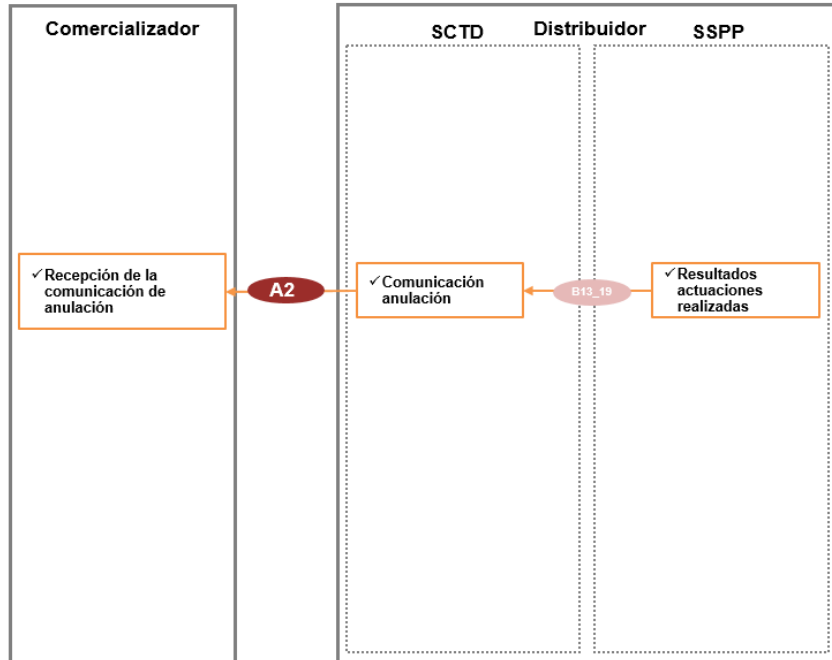 Comercializador
Distribuidor
SCTD
SSPP
✓Recepción de la
comunicación de
anulación
A2
✓Comunicación
anulación
B13_19
✓Resultados
actuaciones
realizadas